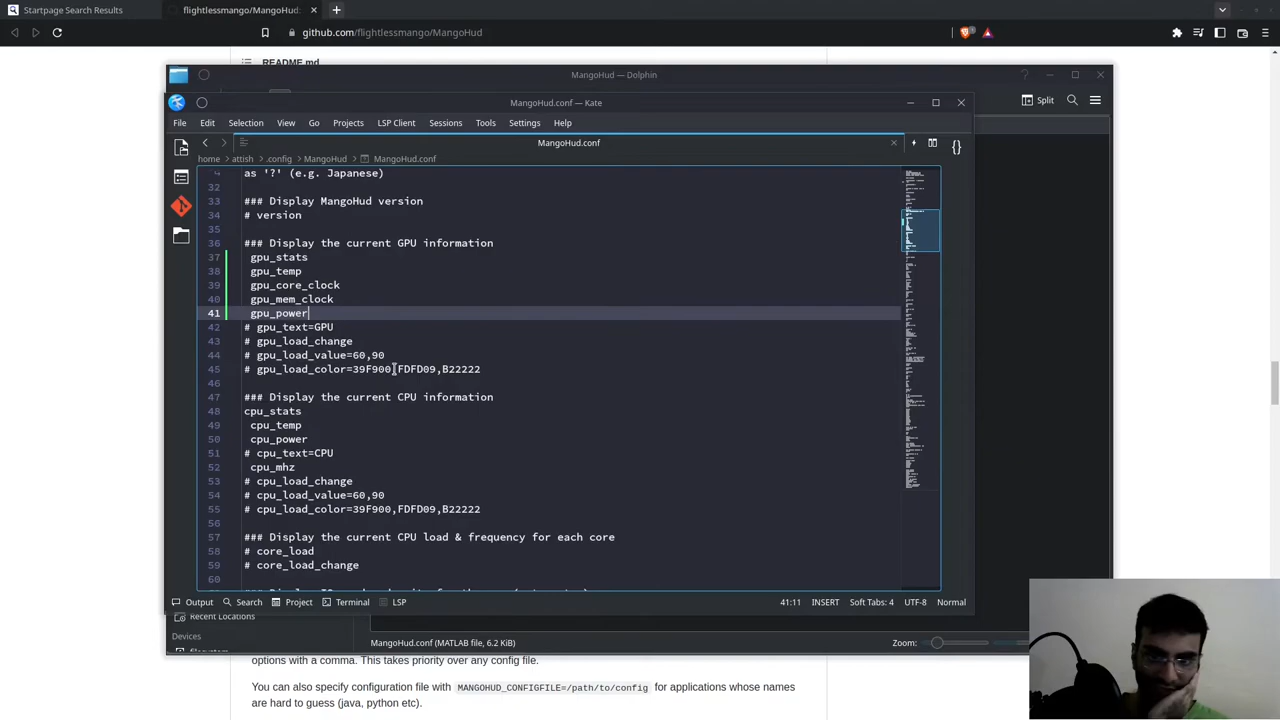 Startpage Search Results
flightlessmango/MangoHud:
github.com/flightlessmango/MangoHud
README.md
MangoHud — Dolphin
Split
MangoHud.conf — Kate
File Edit Selection View Go Projects LSP Client Sessions Tools Settings Help
MangoHud.conf
home attish .config MangoHud MangoHud.conf
as '?' (e.g. Japanese)
32
33 ### Display MangoHud version
34 # version
35
36 ### Display the current GPU information
37 gpu_stats
38 gpu_temp
39 gpu_core_clock
40 gpu_mem_clock
41 gpu_power
42 # gpu_text=GPU
43 # gpu_load_change
44 # gpu_load_value=60,90
45 # gpu_load_color=39F900,FDFD09,B22222
46
47 ### Display the current CPU information
48 cpu_stats
49 cpu_temp
50 cpu_power
51 # cpu_text=CPU
52 cpu_mhz
53 # cpu_load_change
54 # cpu_load_value=60,90
55 # cpu_load_color=39F900,FDFD09,B22222
56
57 ### Display the current CPU load & frequency for each core
58 # core_load
59 # core_load_change
60
Output Search Project Terminal LSP 41:11 INSERT Soft Tabs: 4 UTF-8 Normal
Recent Locations
Devices
MangoHud.conf (MATLAB file, 6.2 KiB) Zoom:
options with a comma. This takes priority over any config file.
You can also specify configuration file with MANGOHUD_CONFIGFILE=/path/to/config for applications whose names
are hard to guess (java, python etc).